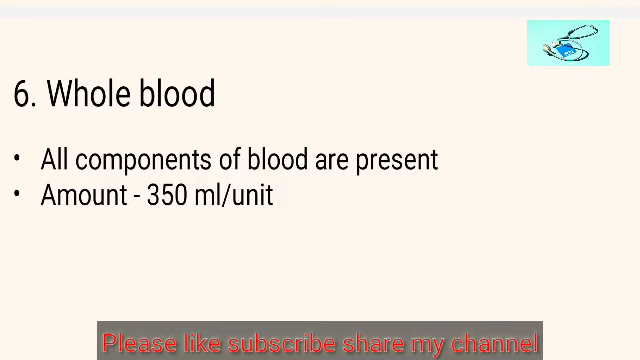 6. Whole blood
• All components of blood are present
• Amount - 350 ml/unit
Please like subscribe share my channel